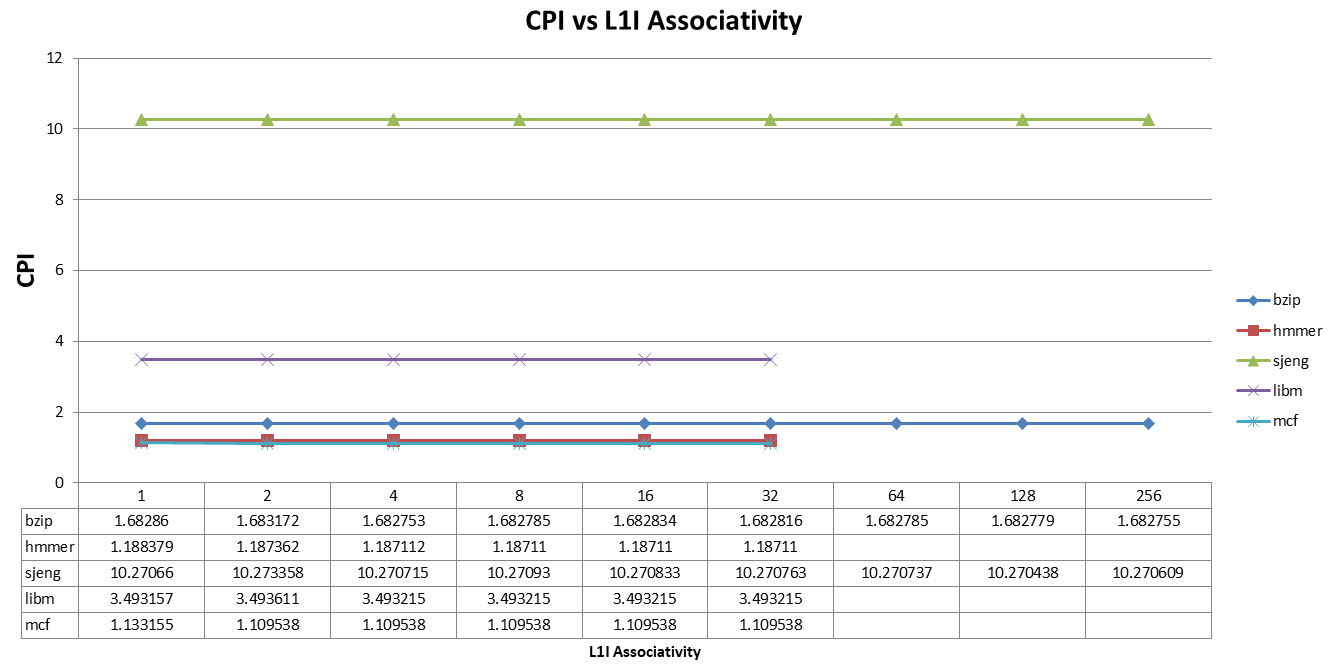 CPI vs L1I Associativity
12
10
8
6
4
2
0
CPI
bzip
hmmer
sjeng
libm
mcf
1 2 4 8 16 32 64 128 256
bzip 1.68286 1.683172 1.682753 1.682785 1.682834 1.682816 1.682785 1.682779 1.682755
hmmer 1.188379 1.187362 1.187112 1.18711 1.18711 1.18711
sjeng 10.27066 10.273358 10.270715 10.27093 10.270833 10.270763 10.270737 10.270438 10.270609
libm 3.493157 3.493611 3.493215 3.493215 3.493215 3.493215
mcf 1.133155 1.109538 1.109538 1.109538 1.109538 1.109538
L1I Associativity